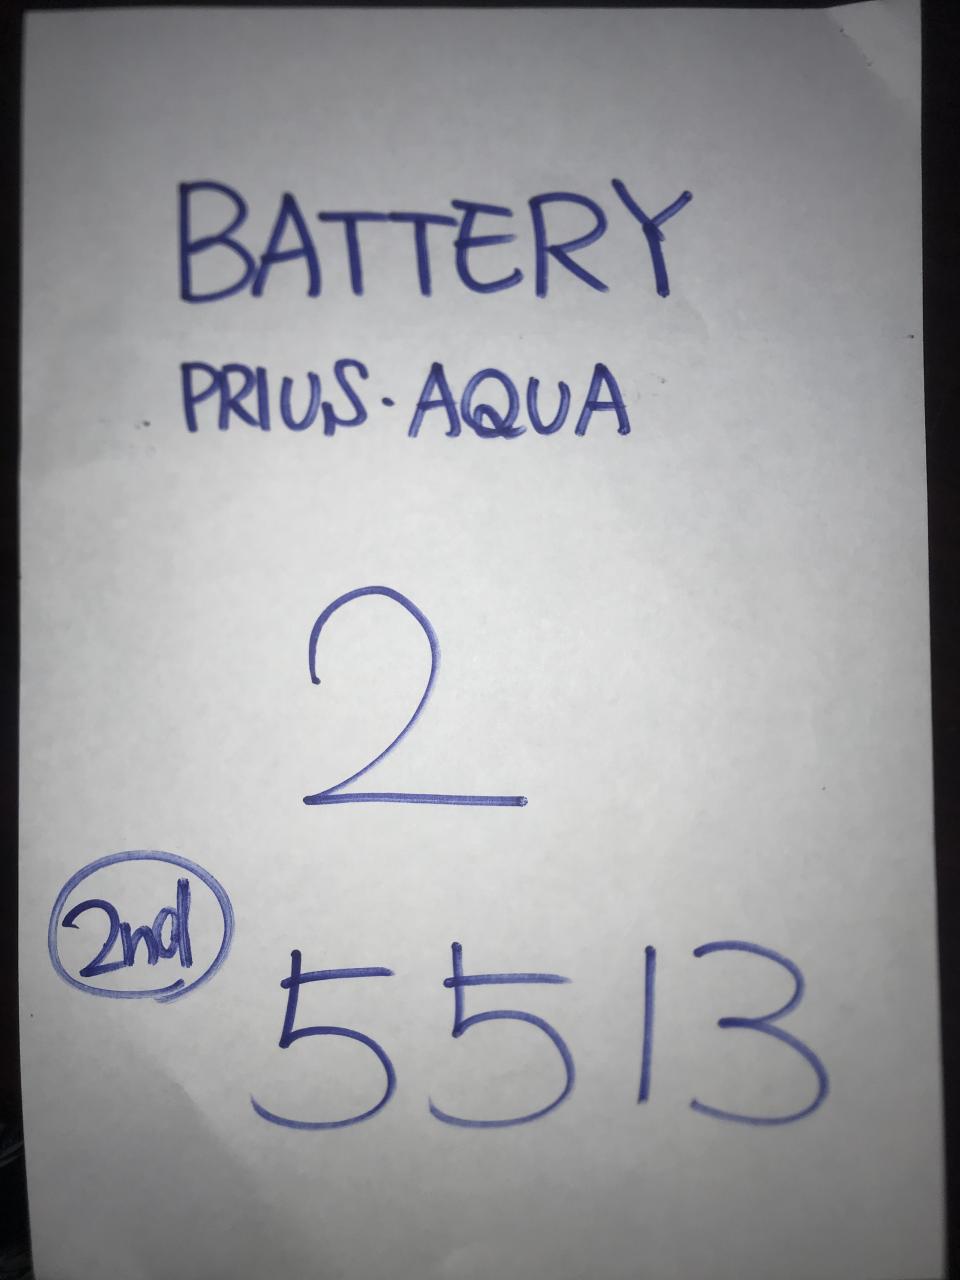 BATTERY
PRIUS · AQUA
2
2nd
5513